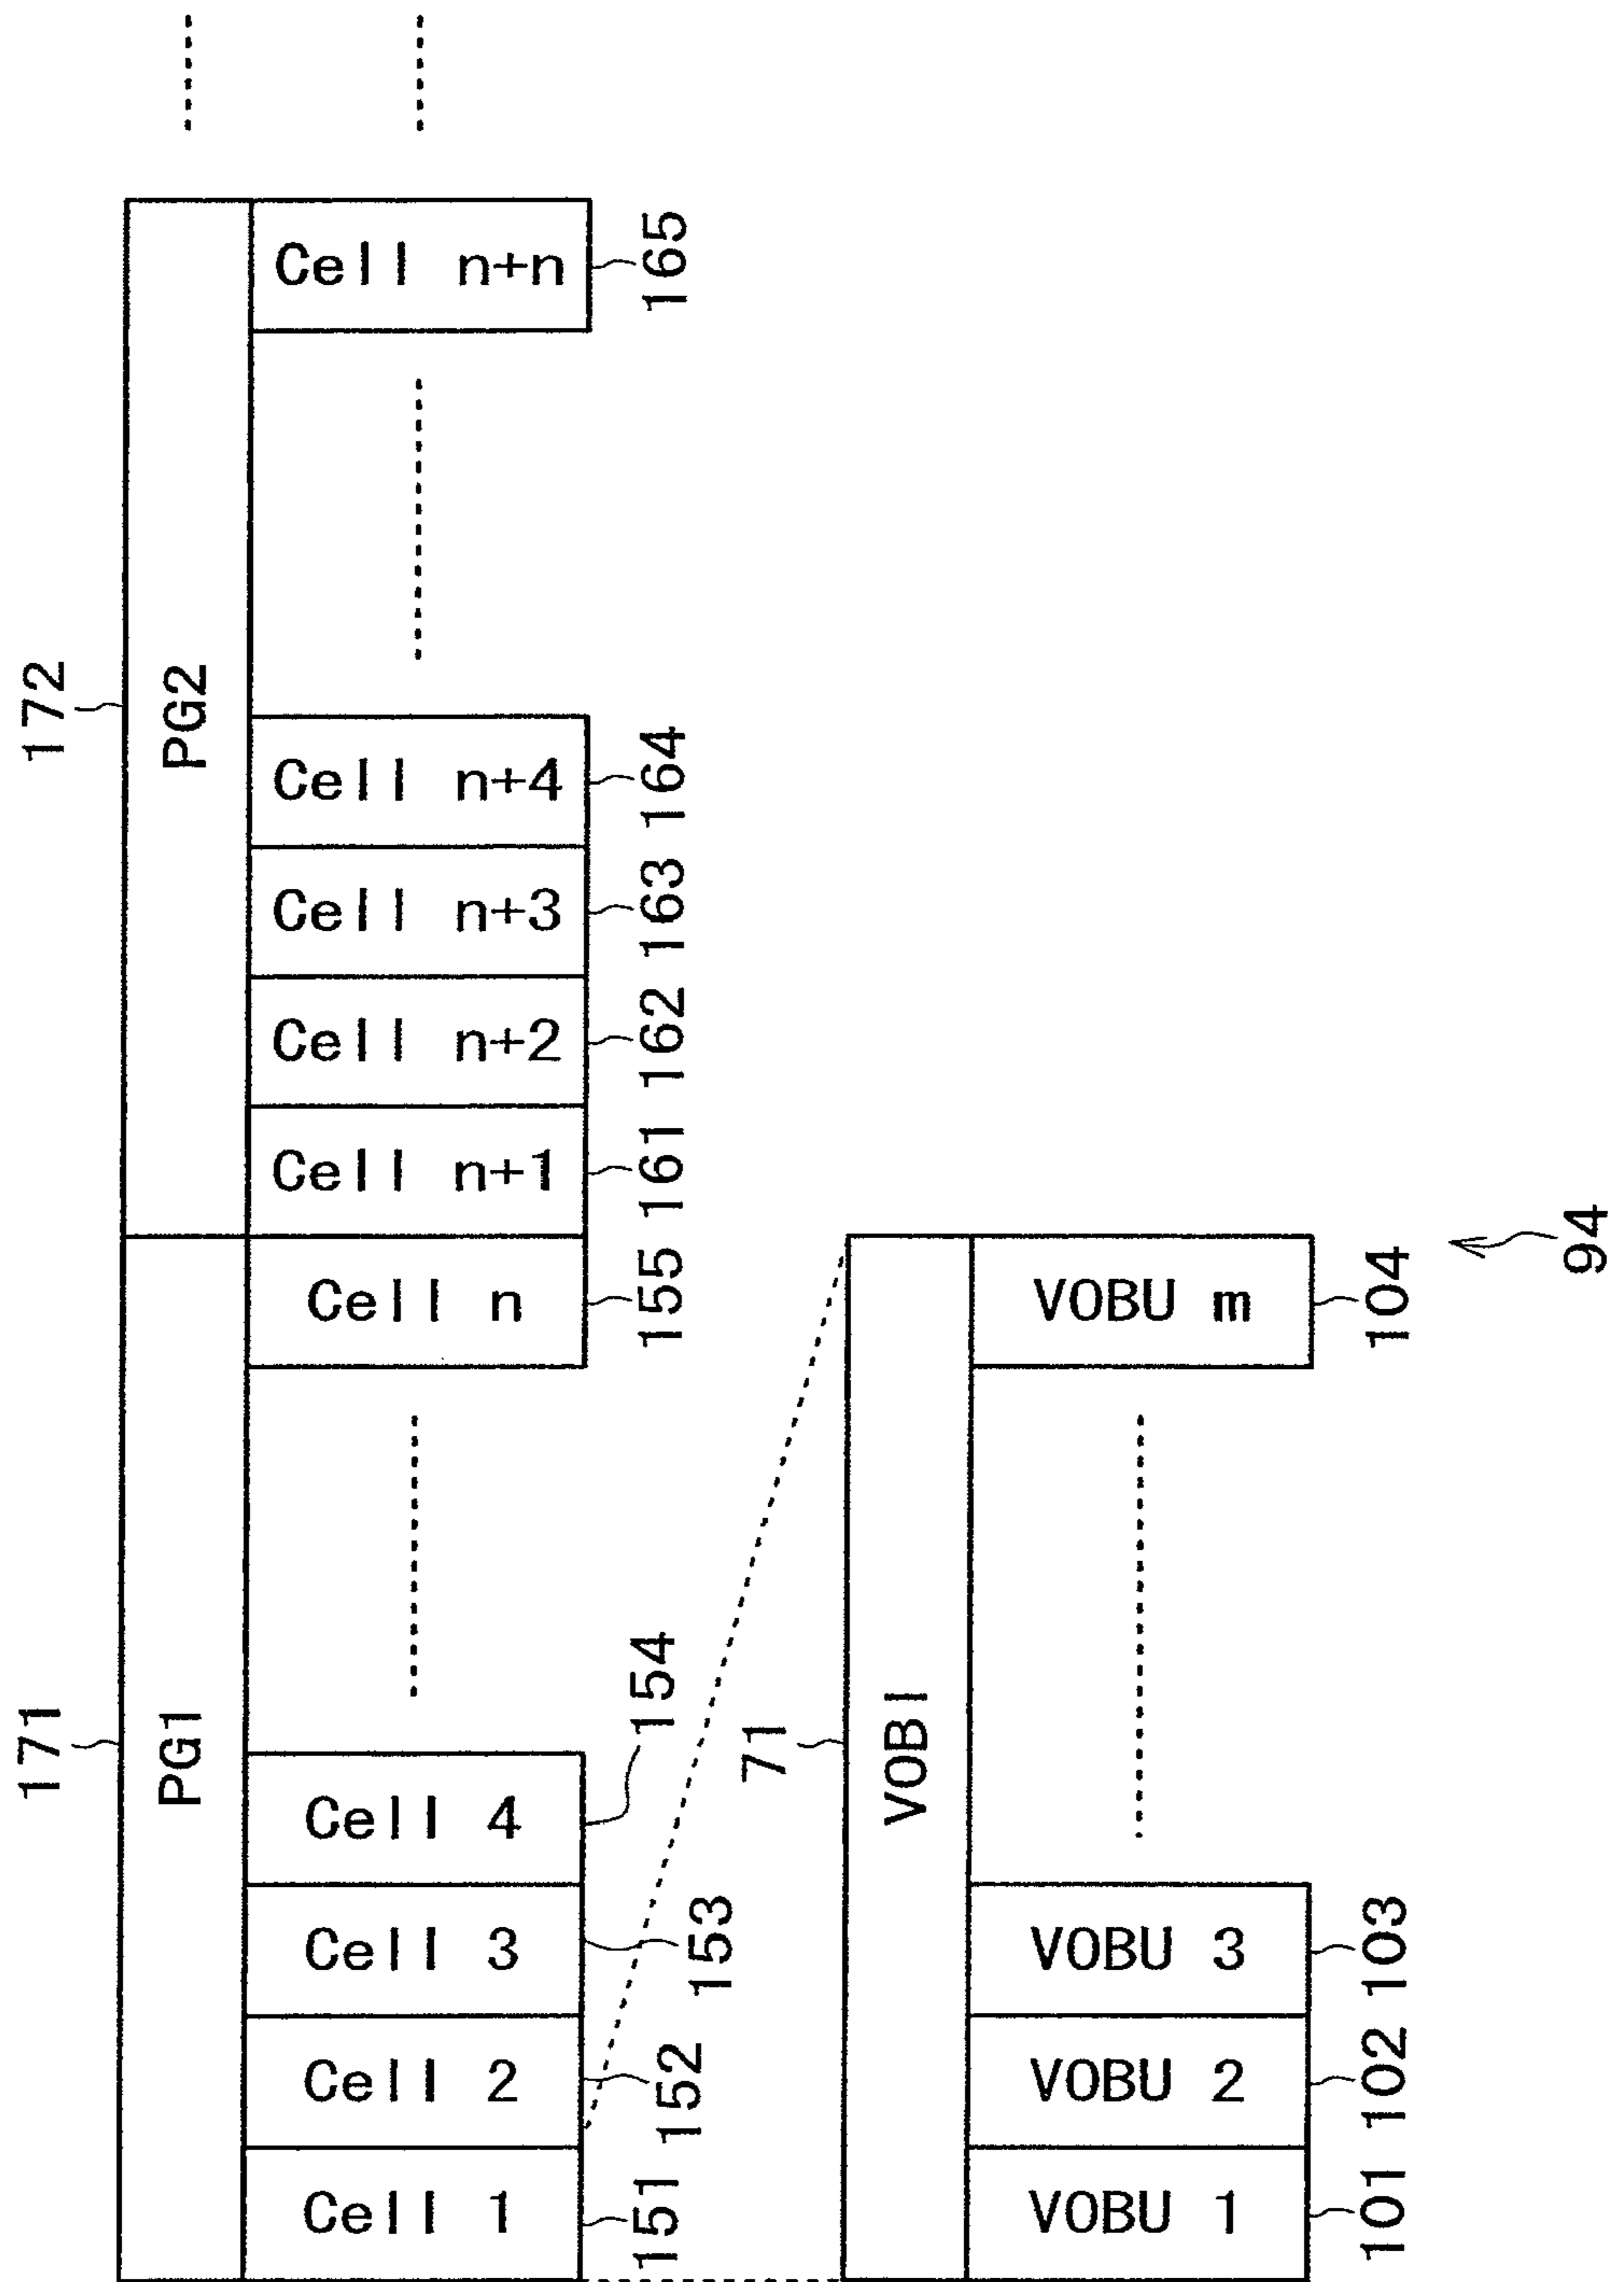 171
172
PG1
PG2
Cell 1
Cell 2
Cell 3
Cell 4
Cell n
Cell n+1
Cell n+2
Cell n+3
Cell n+4
Cell n+n
151
152
153
154
155
161
162
163
164
165
71
VOBI
VOBU 1
VOBU 2
VOBU 3
VOBU m
101
102
103
104
94